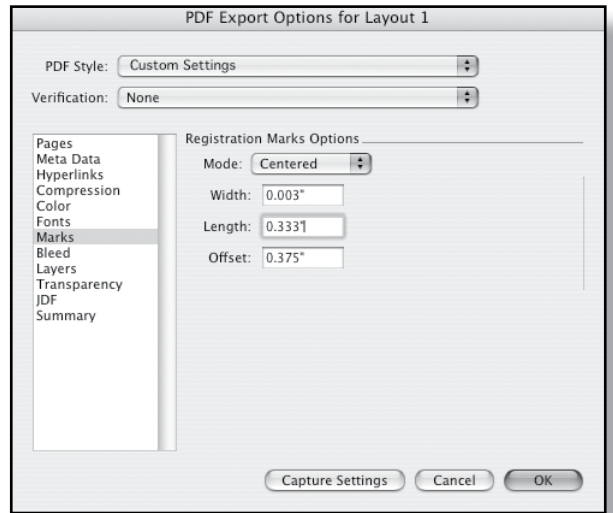 PDF Export Options for Layout 1
PDF Style: Custom Settings
Verification: None
Pages
Meta Data
Hyperlinks
Compression
Color
Fonts
Marks
Bleed
Layers
Transparency
JDF
Summary
Registration Marks Options
Mode: Centered
Width: 0.003"
Length: 0.333"
Offset: 0.375"
Capture Settings Cancel OK